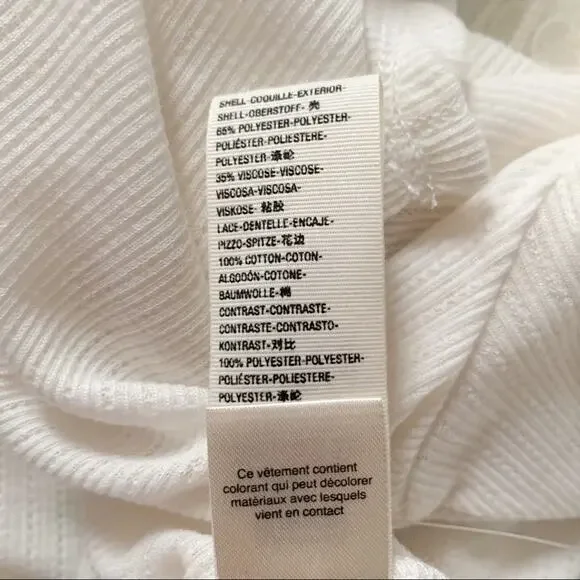 SHELL-COQUILLE-EXTERIOR-
SHELL-OBERSTOFF- 壳
65% POLYESTER-POLYESTER-
POLIÉSTER-POLIESTERE-
POLYESTER-涤纶
35% VISCOSE-VISCOSE-
VISCOSA-VISCOSA-
VISKOSE- 粘胶
LACE-DENTELLE-ENCAJE-
PIZZO-SPITZE-花边
100% COTTON-COTON-
ALGODÓN-COTONE-
BAUMWOLLE-棉
CONTRAST-CONTRASTE-
CONTRASTE-CONTRASTO-
KONTRAST-对比
100% POLYESTER-POLYESTER-
POLIÉSTER-POLIESTERE-
POLYESTER-涤纶
Ce vêtement contient
colorant qui peut décolorer
matériaux avec lesquels
vient en contact